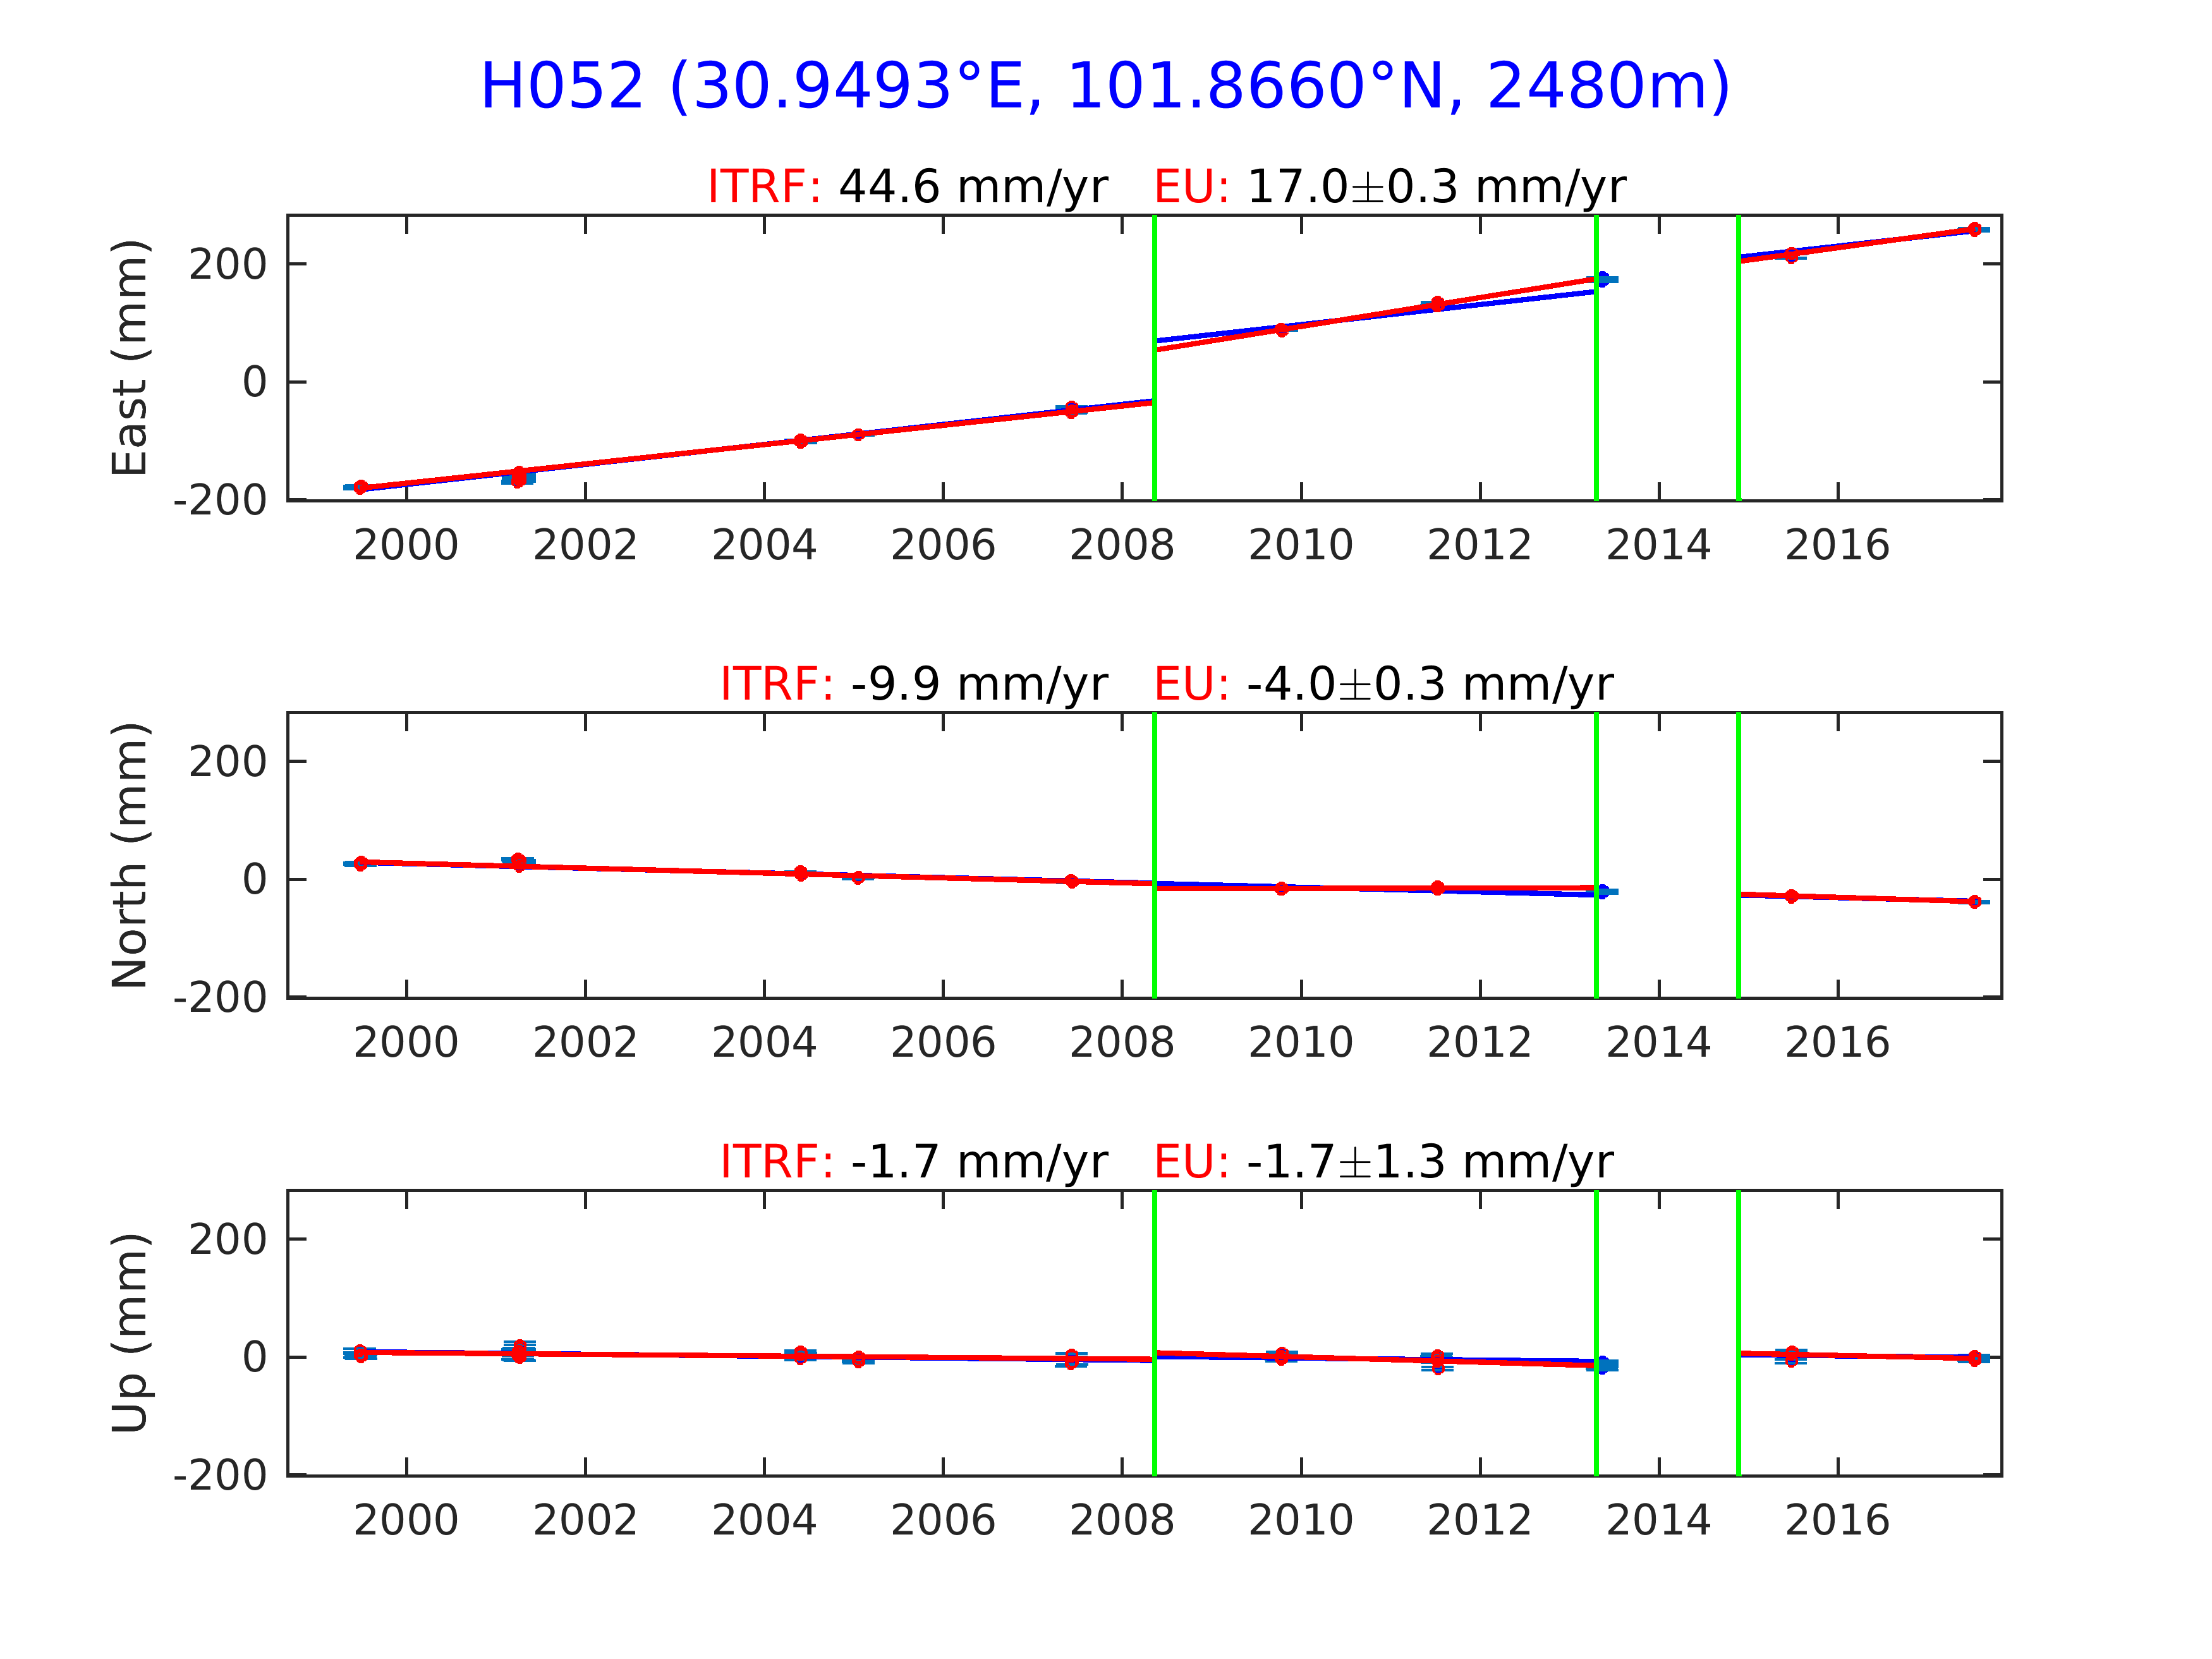 H052 (30.9493°E, 101.8660°N, 2480m)
ITRF: 44.6 mm/yr EU: 17.0±0.3 mm/yr
East (mm)
200
0
-200
2000 2002 2004 2006 2008 2010 2012 2014 2016
ITRF: -9.9 mm/yr EU: -4.0±0.3 mm/yr
North (mm)
200
0
-200
2000 2002 2004 2006 2008 2010 2012 2014 2016
ITRF: -1.7 mm/yr EU: -1.7±1.3 mm/yr
Up (mm)
200
0
-200
2000 2002 2004 2006 2008 2010 2012 2014 2016